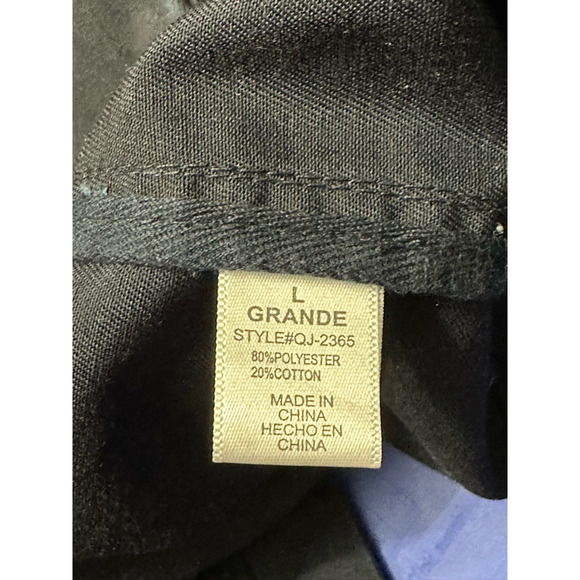 L
GRANDE
STYLE#QJ-2365
80%POLYESTER
20%COTTON
MADE IN
CHINA
HECHO EN
CHINA